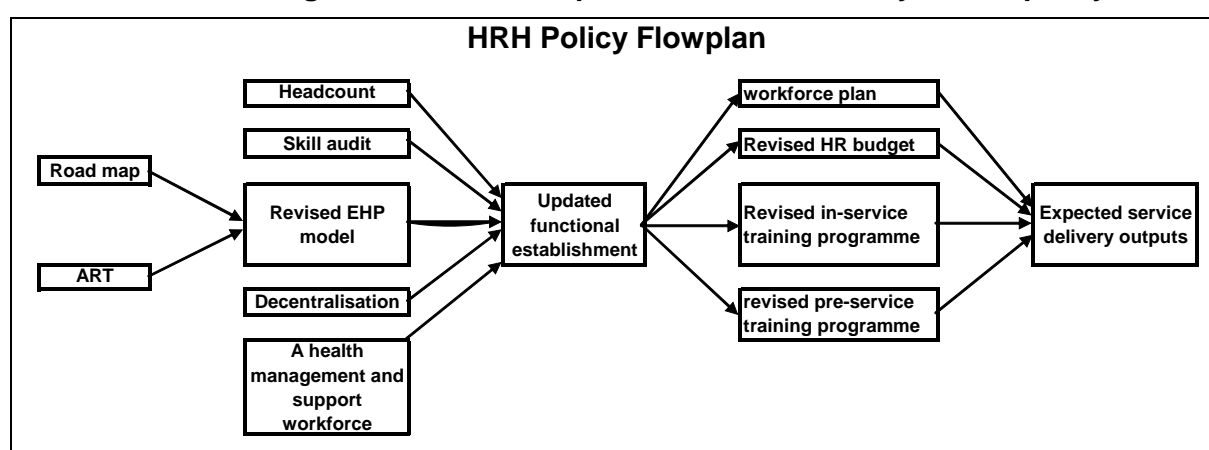 HRH Policy Flowplan
Headcount
Skill audit
Road map
ART
Revised EHP
model
Decentralisation
A health
management and
support
workforce
Updated
functional
establishment
workforce plan
Revised HR budget
Revised in-service
training programme
revised pre-service
training programme
Expected service
delivery outputs